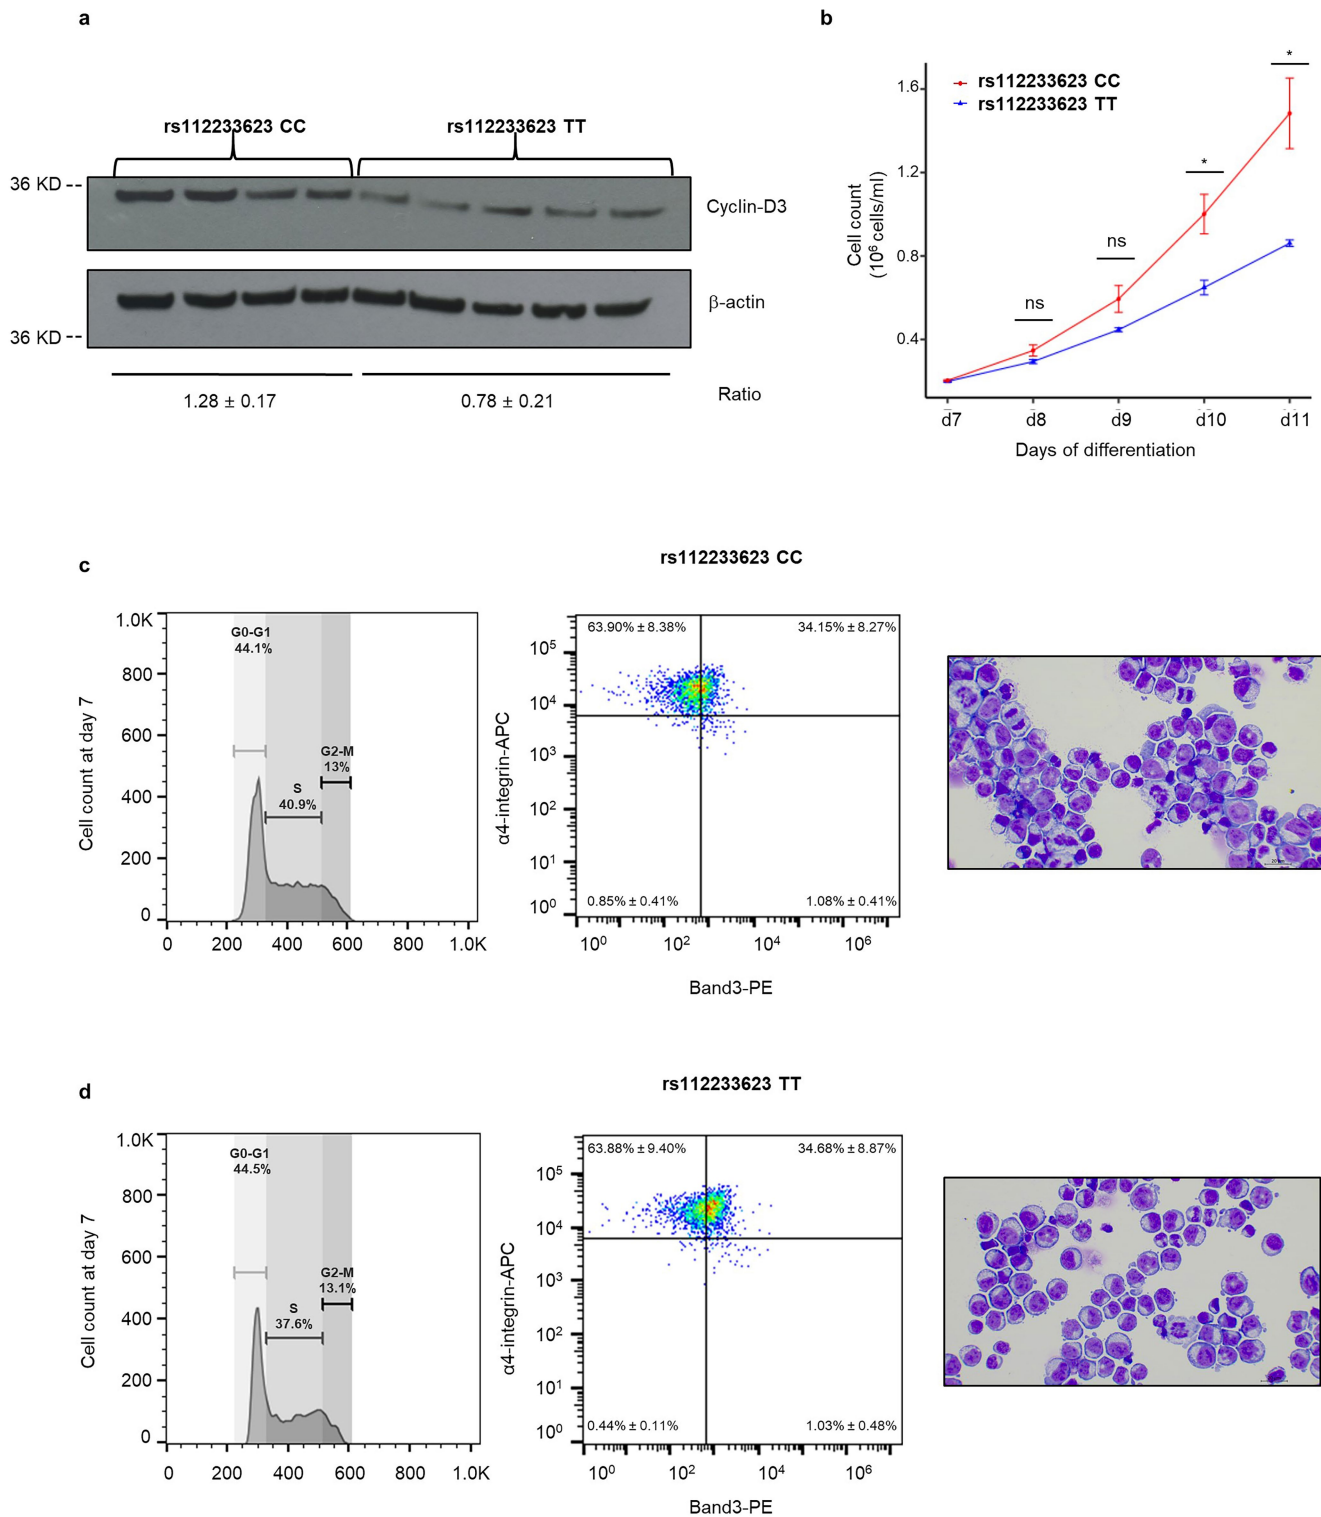 a
rs112233623 CC
rs112233623 TT
36 KD --
Cyclin-D3
β-actin
36 KD --
1.28 ± 0.17
0.78 ± 0.21
Ratio
b
rs112233623 CC
rs112233623 TT
Cell count
(10⁶ cells/ml)
1.6
1.2
0.8
0.4
ns
ns
*
*
d7
d8
d9
d10
d11
Days of differentiation
c
rs112233623 CC
Cell count at day 7
1.0K
800
600
400
200
0
G0-G1
44.1%
S
40.9%
G2-M
13%
0
200
400
600
800
1.0K
α4-integrin-APC
10⁵
10⁴
10³
10²
10¹
10⁰
63.90% ± 8.38%
34.15% ± 8.27%
0.85% ± 0.41%
1.08% ± 0.41%
10⁰
10²
10⁴
10⁶
Band3-PE
d
rs112233623 TT
Cell count at day 7
1.0K
800
600
400
200
0
G0-G1
44.5%
S
37.6%
G2-M
13.1%
0
200
400
600
800
1.0K
α4-integrin-APC
10⁵
10⁴
10³
10²
10¹
10⁰
63.88% ± 9.40%
34.68% ± 8.87%
0.44% ± 0.11%
1.03% ± 0.48%
10⁰
10²
10⁴
10⁶
Band3-PE